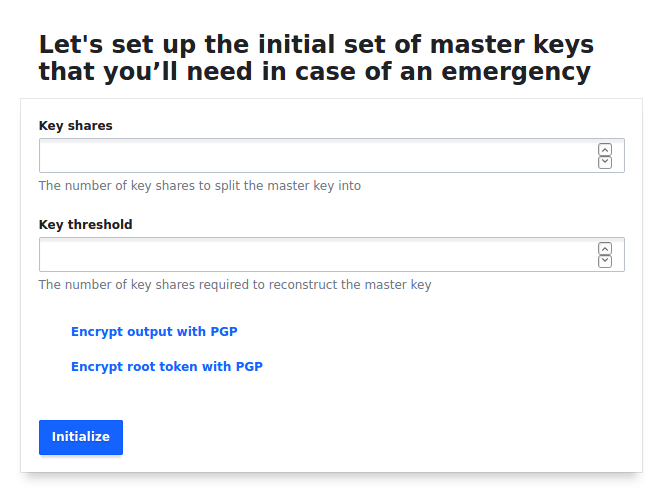 Let's set up the initial set of master keys
that you’ll need in case of an emergency
Key shares
The number of key shares to split the master key into
Key threshold
The number of key shares required to reconstruct the master key
Encrypt output with PGP
Encrypt root token with PGP
Initialize